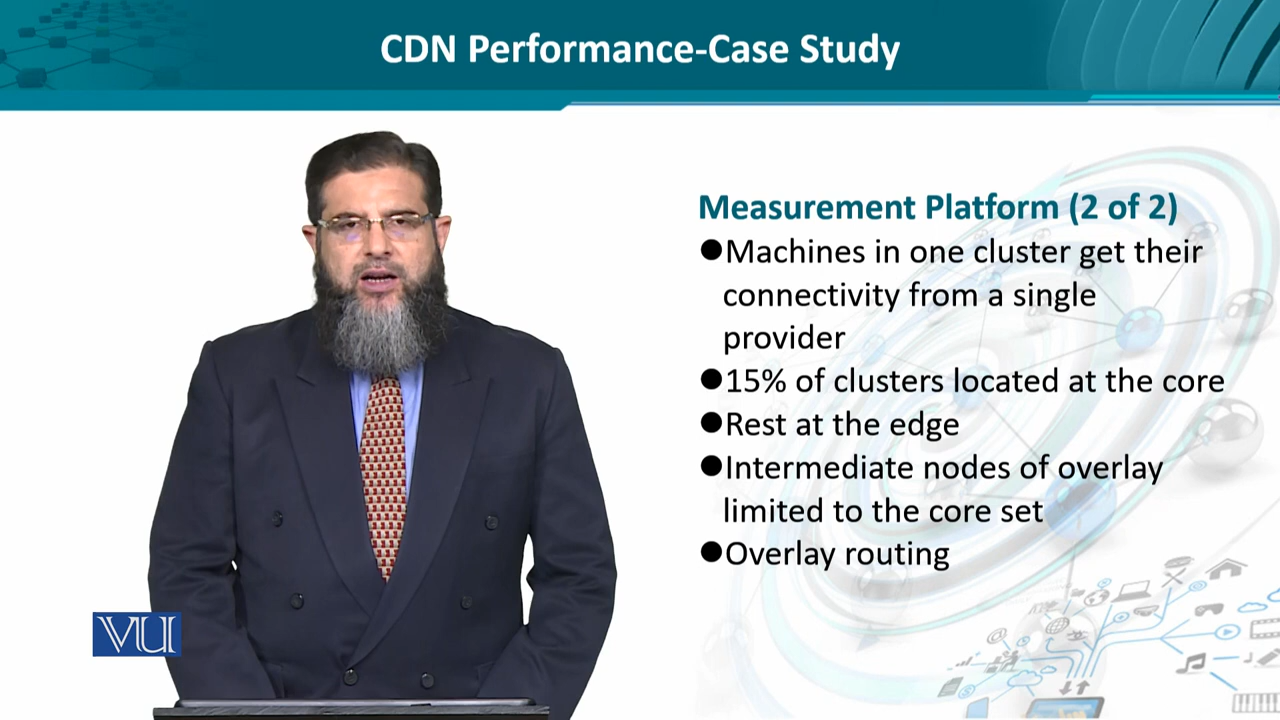 CDN Performance-Case Study
Measurement Platform (2 of 2)
●Machines in one cluster get their
connectivity from a single
provider
●15% of clusters located at the core
●Rest at the edge
●Intermediate nodes of overlay
limited to the core set
●Overlay routing
VU